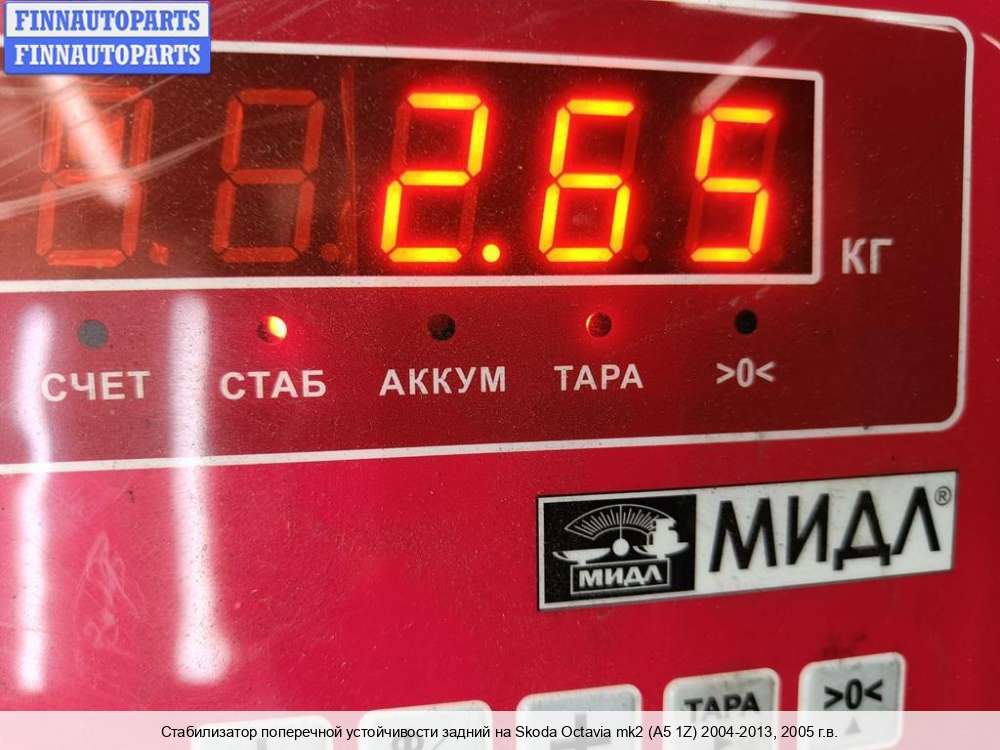 FINNAUTOPARTS
FINNAUTOPARTS
2.65
КГ
СЧЕТ СТАБ АККУМ ТАРА >0<
МИДЛ МИДЛ®
ТАРА >0<
Стабилизатор поперечной устойчивости задний на Skoda Octavia mk2 (A5 1Z) 2004-2013, 2005 г.в.